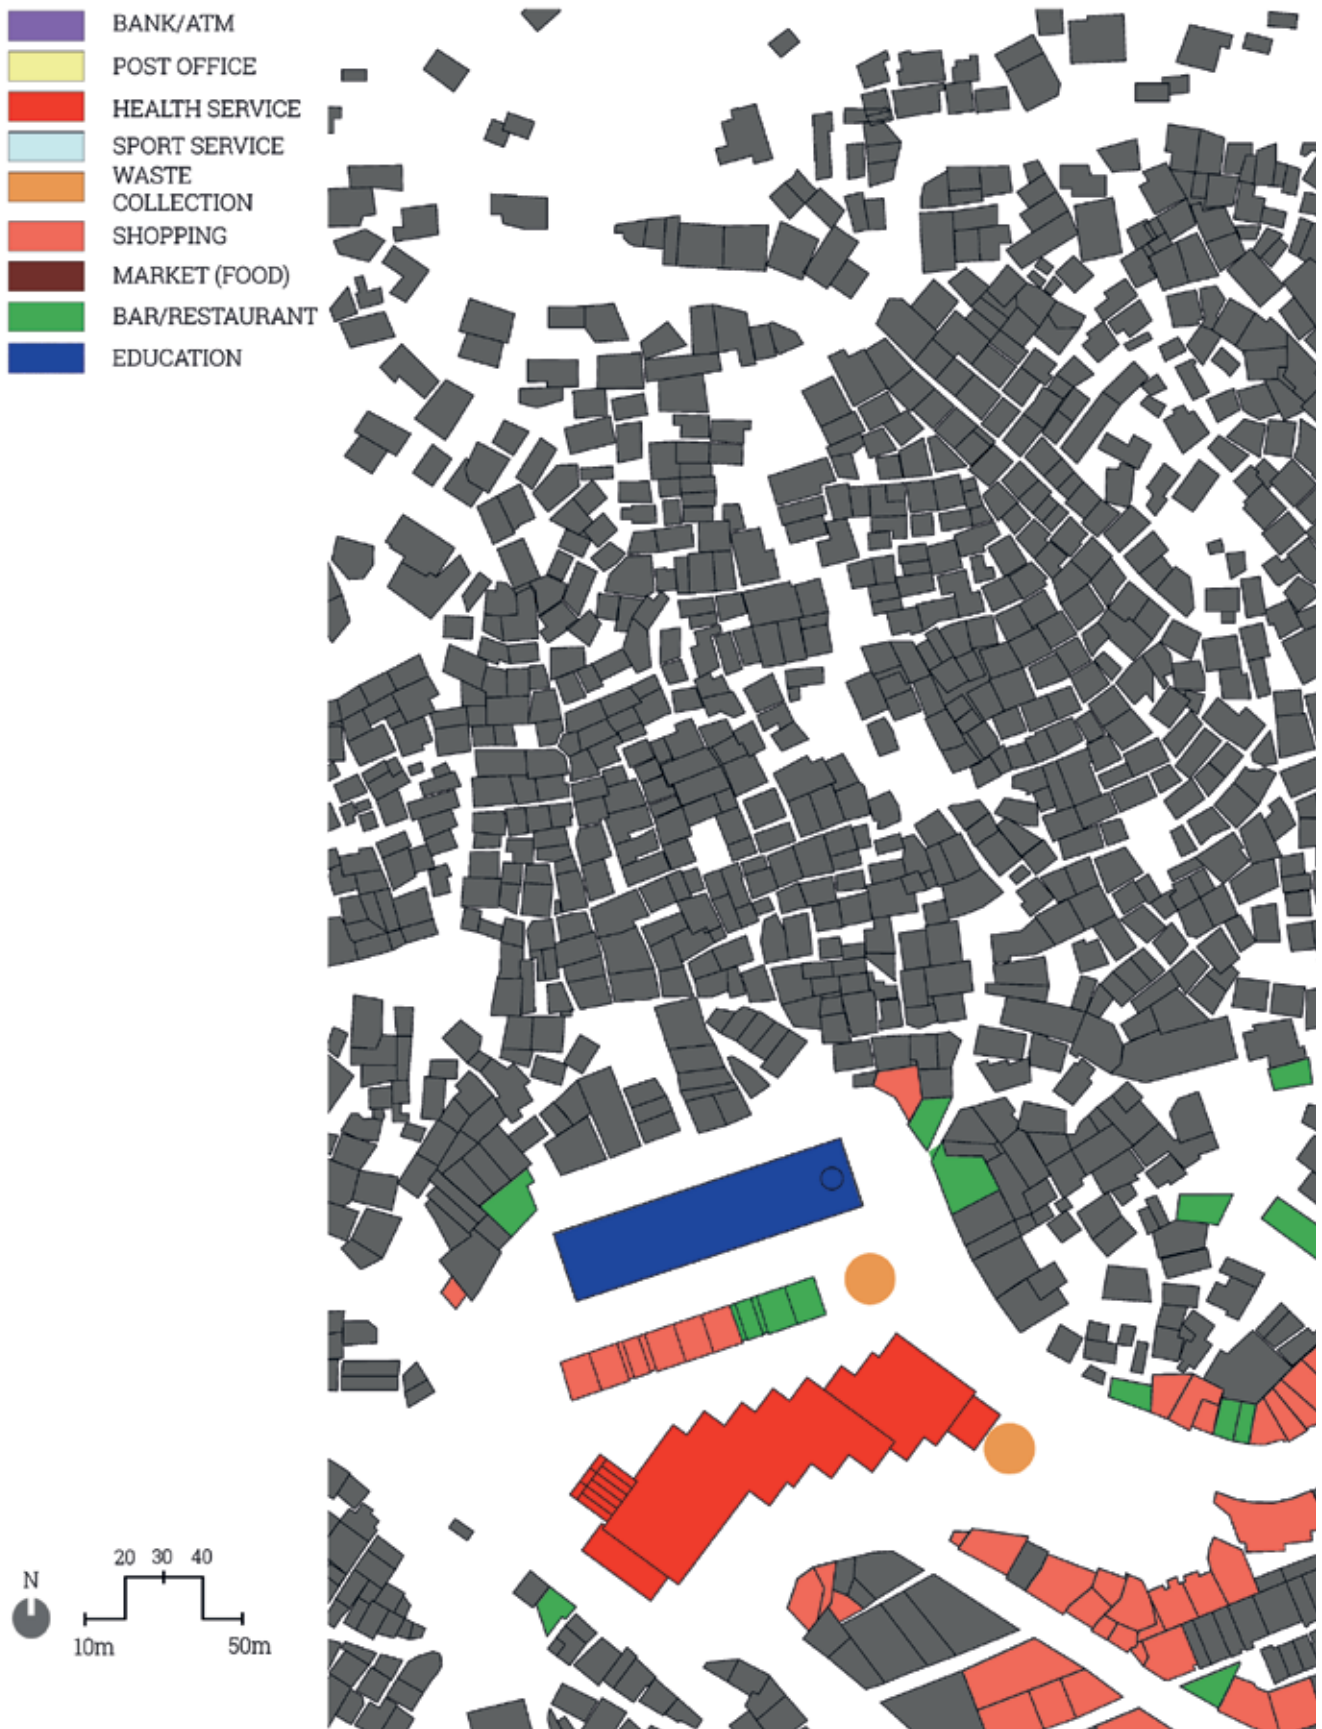 BANK/ATM
POST OFFICE
HEALTH SERVICE
SPORT SERVICE
WASTE
COLLECTION
SHOPPING
MARKET (FOOD)
BAR/RESTAURANT
EDUCATION
20 30 40
N
10m 50m